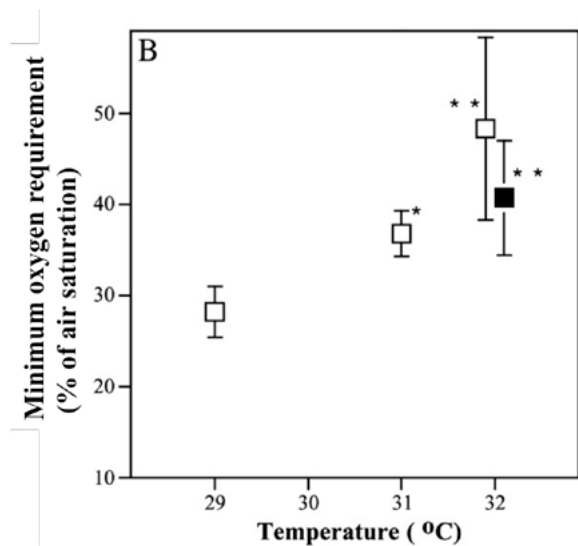 B
Minimum oxygen requirement
(% of air saturation)
50
40
30
20
10
* *
*
* *
29 30 31 32
Temperature ( ºC)